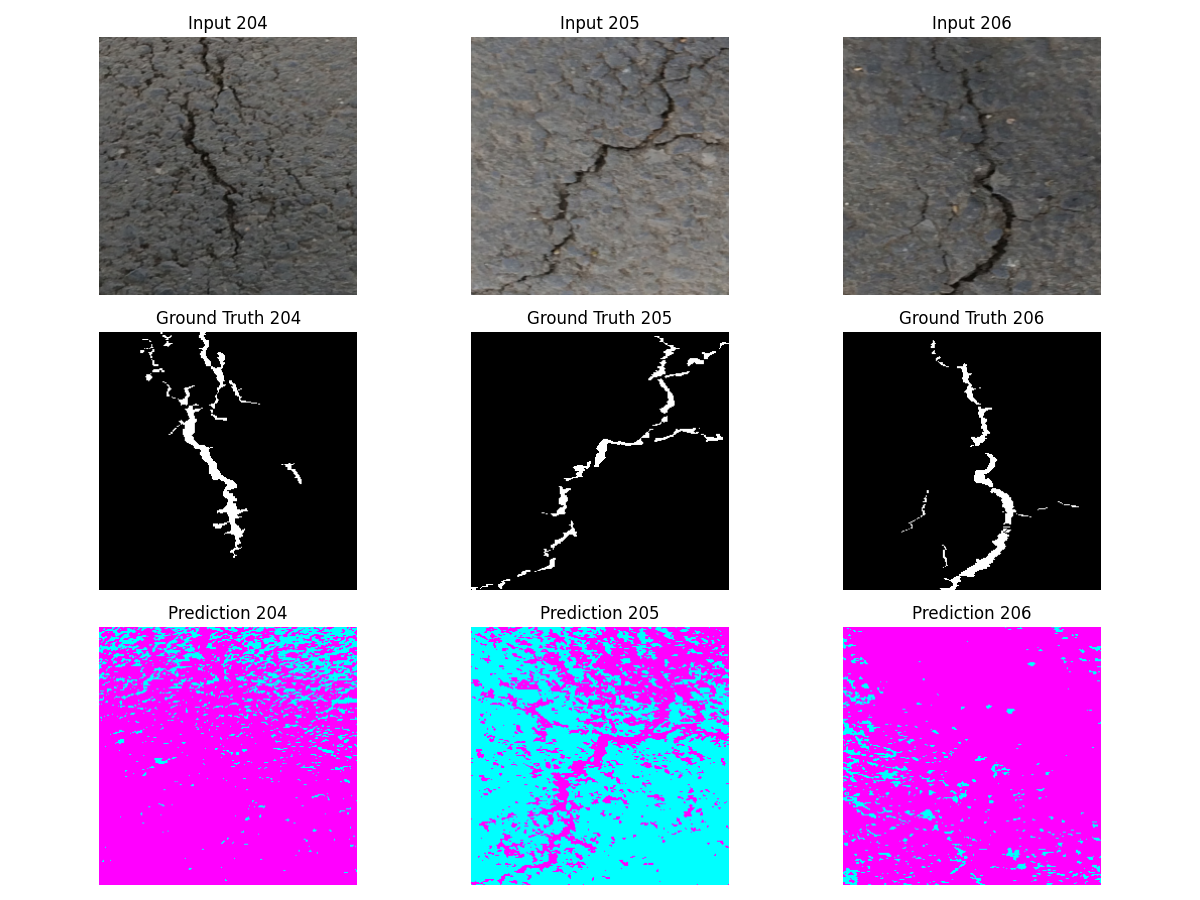 Input 204
Input 205
Input 206
Ground Truth 204
Ground Truth 205
Ground Truth 206
Prediction 204
Prediction 205
Prediction 206